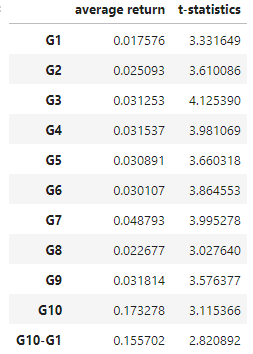 average return t-statistics
G1 0.017576 3.331649
G2 0.025093 3.610086
G3 0.031253 4.125390
G4 0.031537 3.981069
G5 0.030891 3.660318
G6 0.030107 3.864553
G7 0.048793 3.995278
G8 0.022677 3.027640
G9 0.031814 3.576377
G10 0.173278 3.115366
G10-G1 0.155702 2.820892